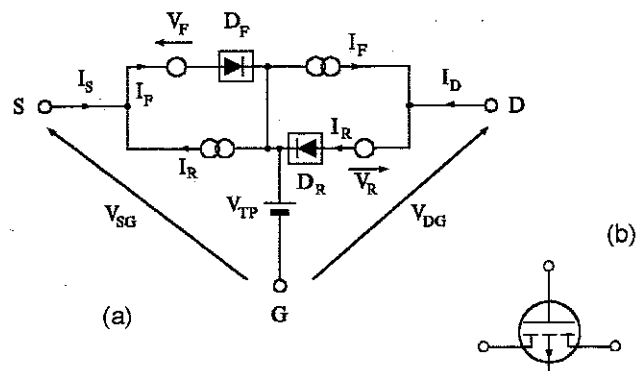 V_F
D_F
I_F
I_S
I_D
S
I_F
D
I_R
I_R
D_R
V_R
V_TP
V_SG
V_DG
(b)
(a)
G